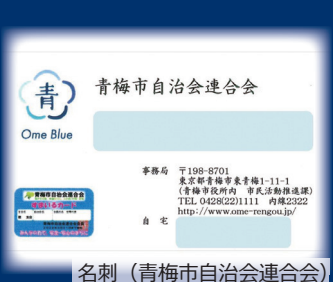 青
青梅市自治会連合会
Ome Blue
事務局 〒198-8701
東京都青梅市東青梅1-11-1
(青梅市役所内 市民活動推進課)
TEL 0428(22)1111 内線2322
http://www.ome-rengou.jp/
自宅
青梅市自治会連合会
名刺（青梅市自治会連合会）